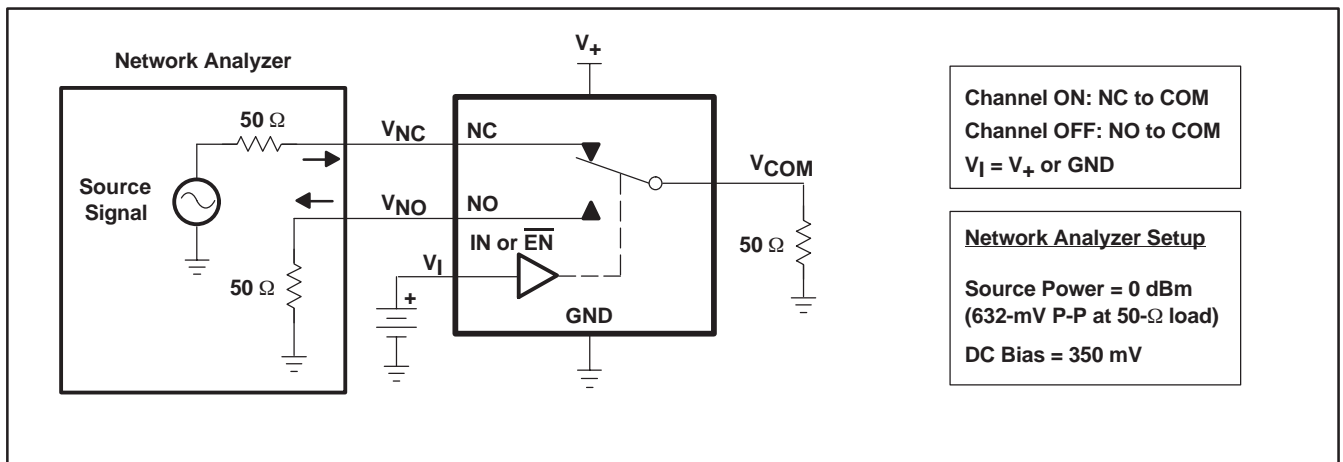 Network Analyzer
50 Ω
Source
Signal
50 Ω
V+
VNC
NC
VNO
NO
IN or E̅N̅
VI
+
GND
VCOM
50 Ω
Channel ON: NC to COM
Channel OFF: NO to COM
VI = V+ or GND
Network Analyzer Setup
Source Power = 0 dBm
(632-mV P-P at 50-Ω load)
DC Bias = 350 mV